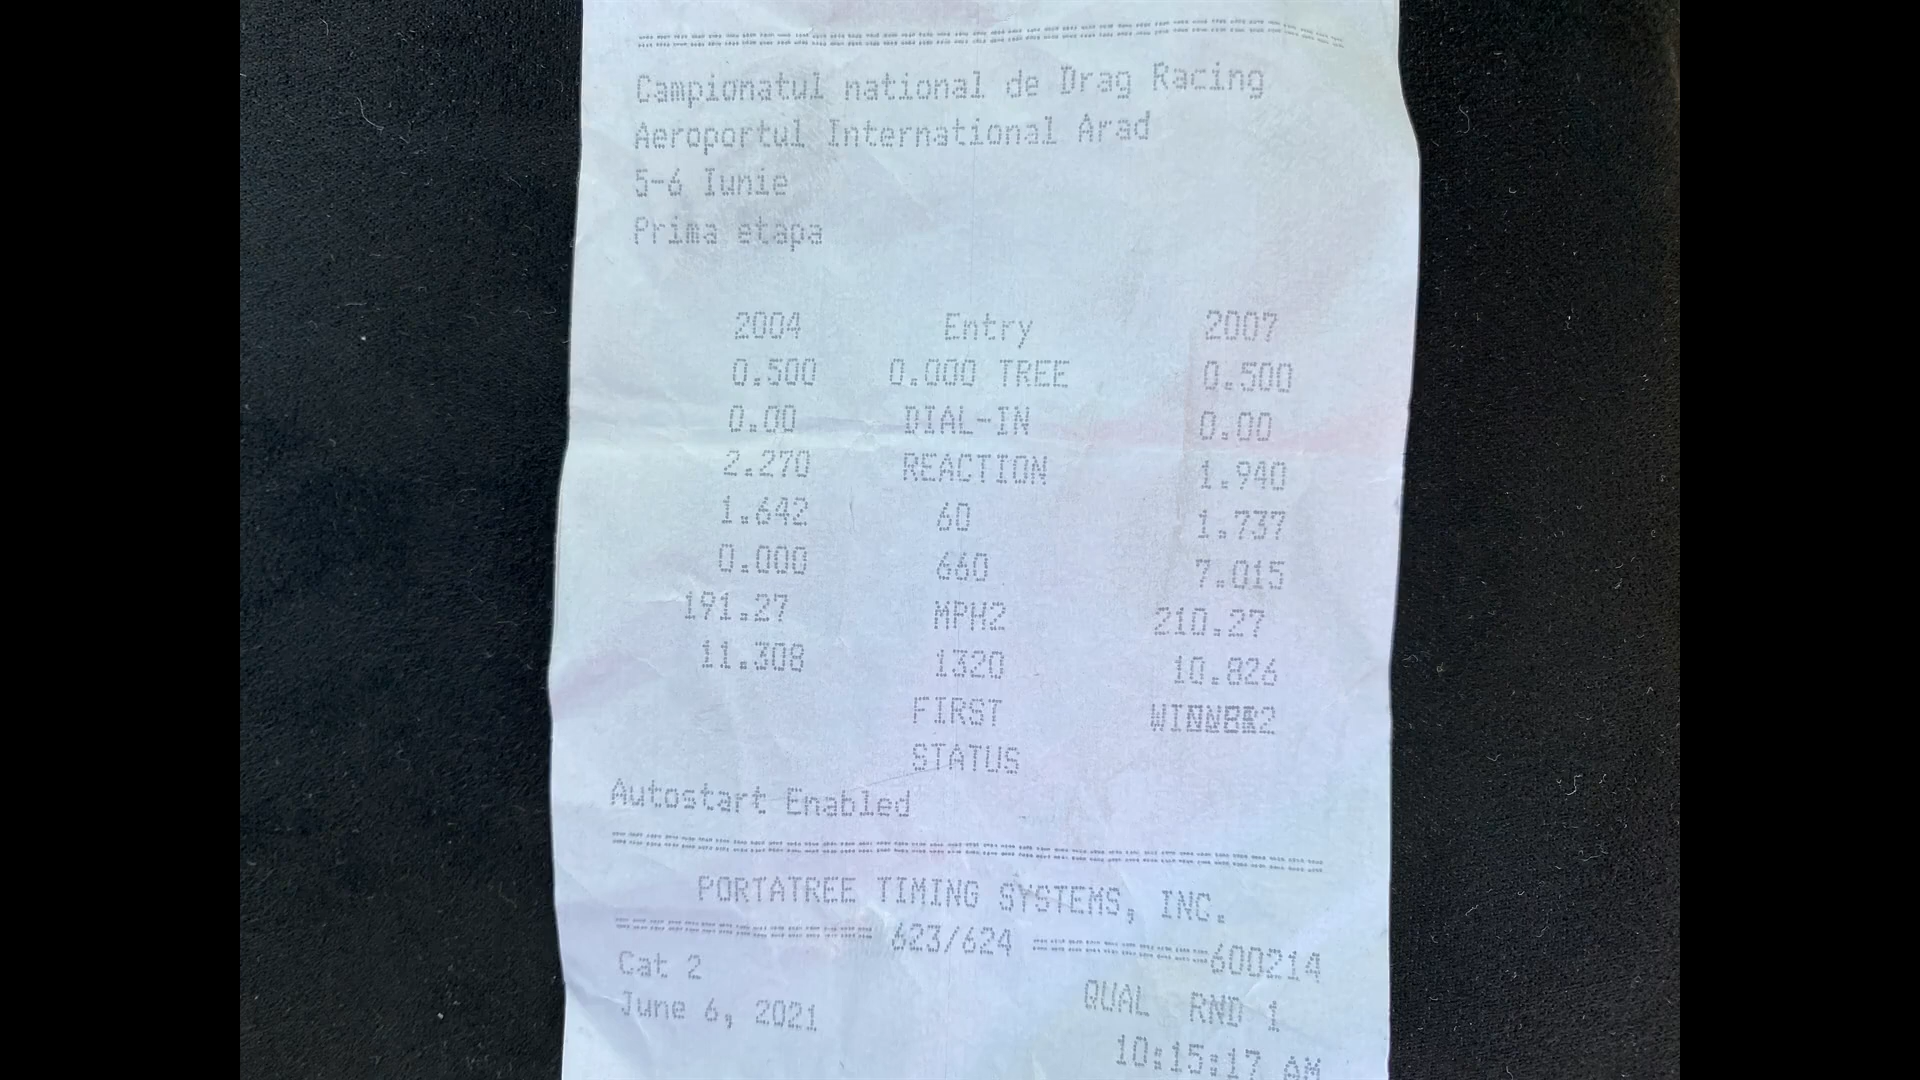 Campionatul national de Drag Racing
Aeroportul International Arad
5-6 Iunie
Prima etapa
2004 Entry 2007
0.500 0.000 TREE 0.500
0.00 DIAL-IN 0.00
2.270 REACTION 1.940
1.642 60 1.737
0.000 660 7.015
191.27 MPH2 210.27
11.308 1320 10.826
FIRST
STATUS
Autostart Enabled
PORTATREE TIMING SYSTEMS, INC.
623/624 600214
Cat 2
QUAL RND 1
June 6, 2021
10:15:17 AM